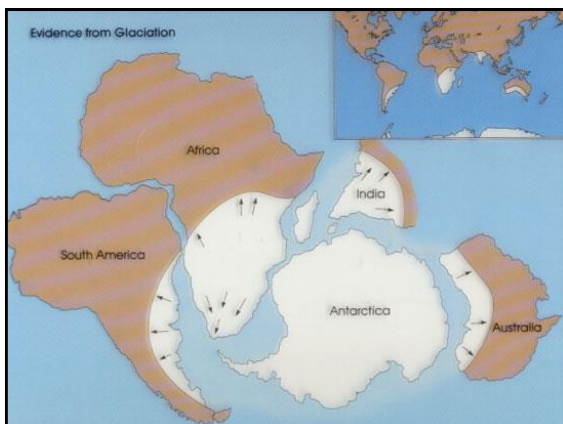 Evidence from Glaciation
Africa
India
South America
Antarctica
Australia